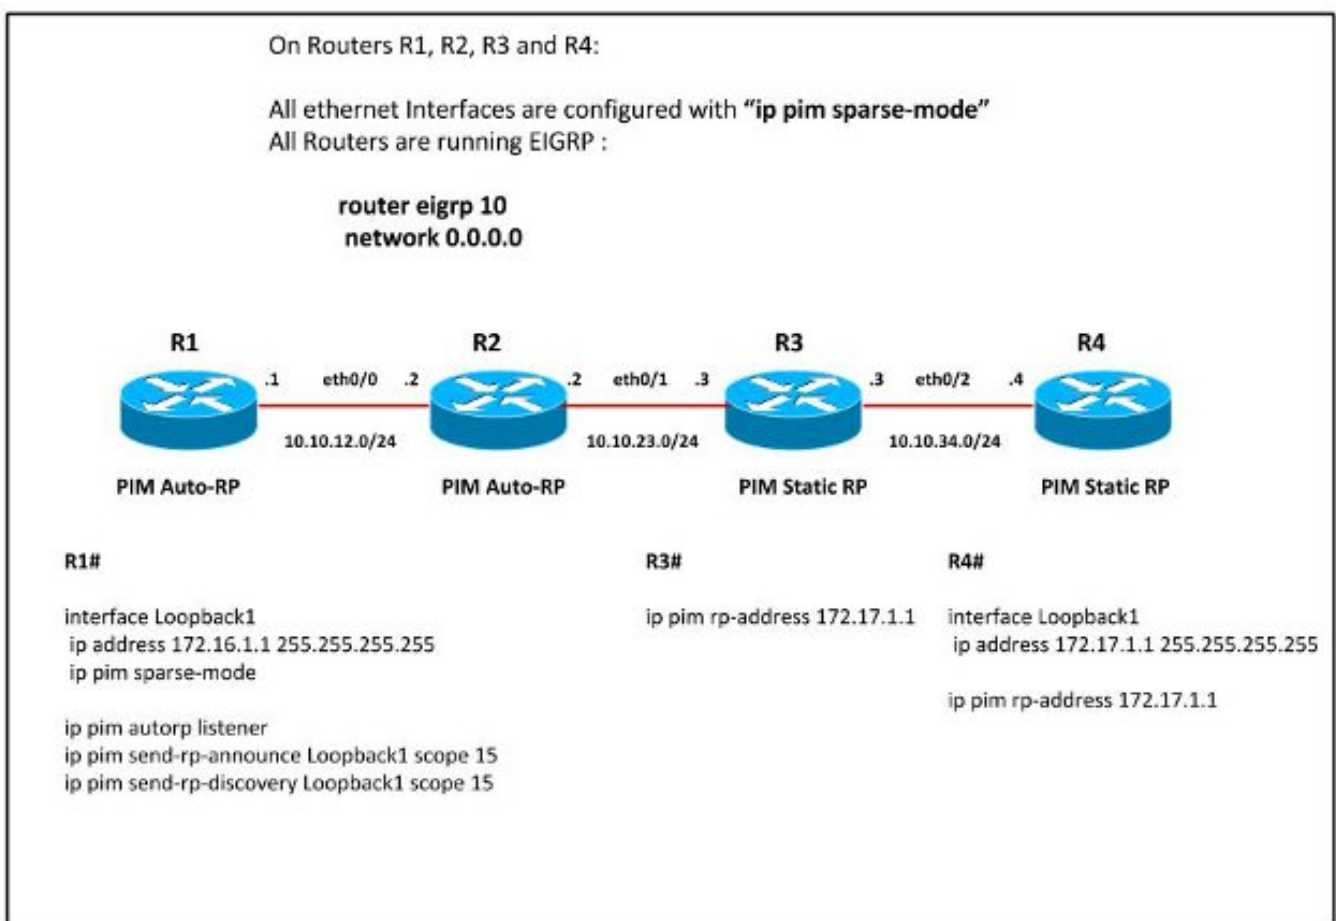 On Routers R1, R2, R3 and R4:
All ethernet Interfaces are configured with “ip pim sparse-mode”
All Routers are running EIGRP :
router eigrp 10
network 0.0.0.0
R1
R2
R3
R4
.1 eth0/0 .2
.2 eth0/1 .3
.3 eth0/2 .4
10.10.12.0/24
10.10.23.0/24
10.10.34.0/24
PIM Auto-RP
PIM Auto-RP
PIM Static RP
PIM Static RP
R1#
interface Loopback1
ip address 172.16.1.1 255.255.255.255
ip pim sparse-mode
ip pim autorp listener
ip pim send-rp-announce Loopback1 scope 15
ip pim send-rp-discovery Loopback1 scope 15
R3#
ip pim rp-address 172.17.1.1
R4#
interface Loopback1
ip address 172.17.1.1 255.255.255.255
ip pim rp-address 172.17.1.1